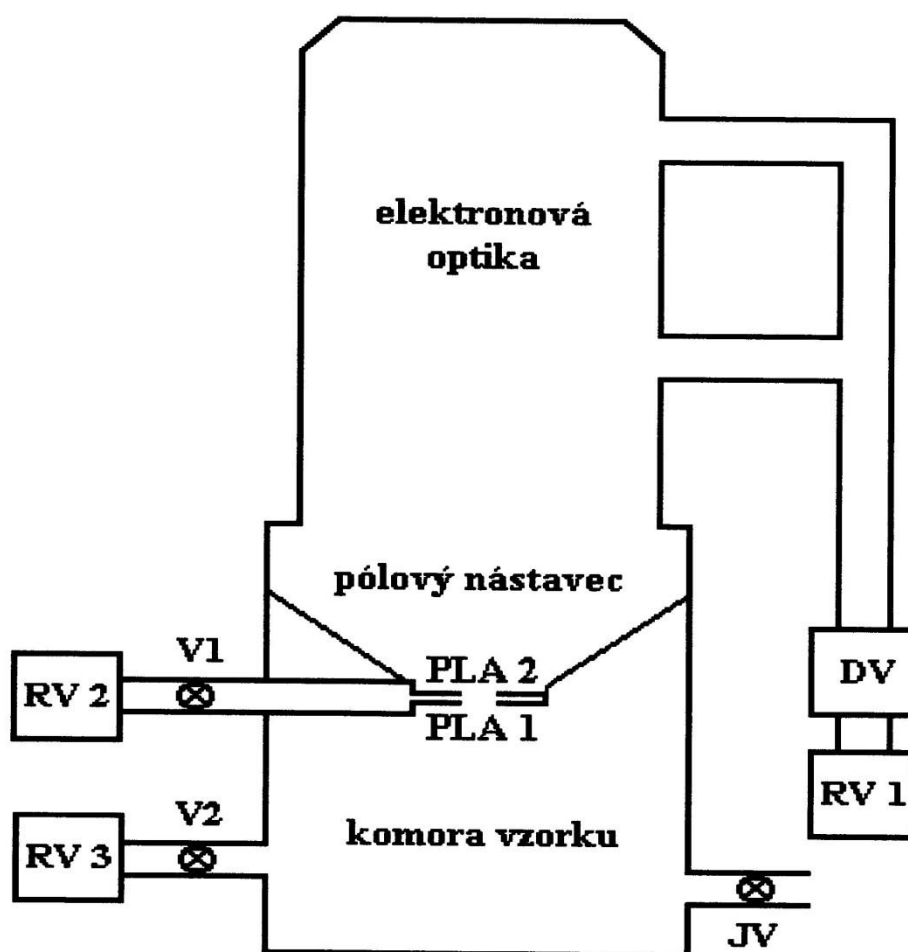 elektronová
optika
pólový nástavec
V1
RV 2
PLA 2
PLA 1
DV
RV 1
V2
RV 3
komora vzorku
JV